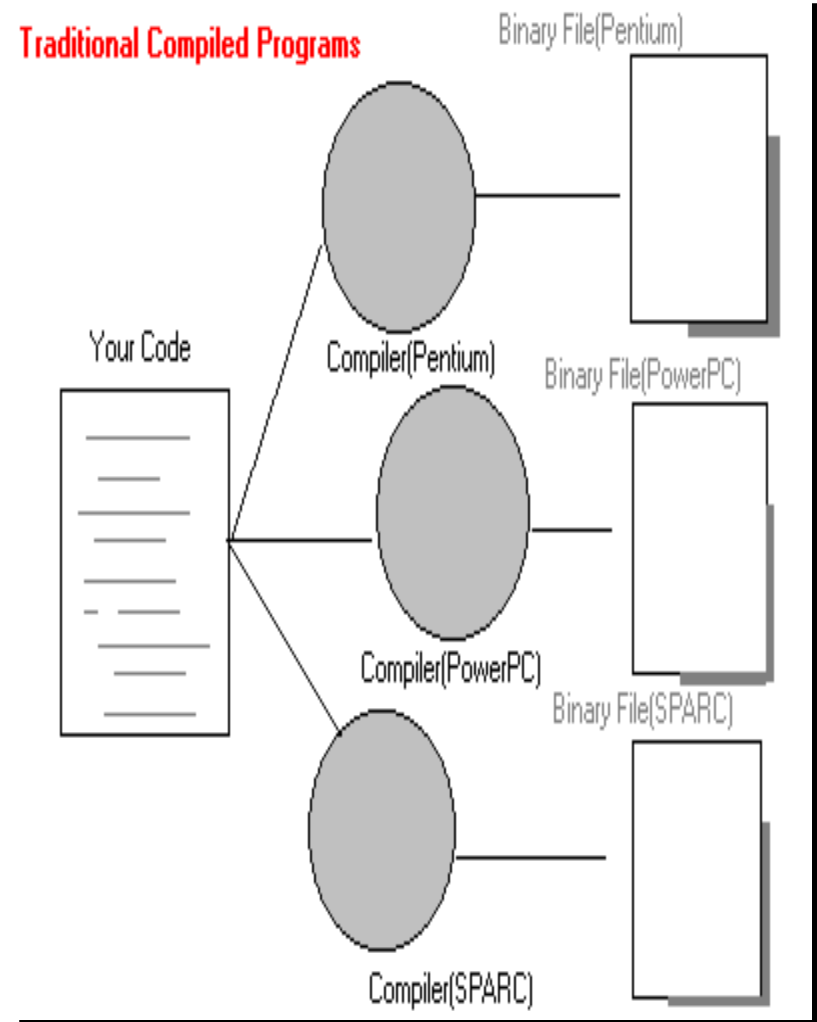 Traditional Compiled Programs
Binary File(Pentium)
Your Code
Compiler(Pentium)
Binary File(PowerPC)
Compiler(PowerPC)
Binary File(SPARC)
Compiler(SPARC)